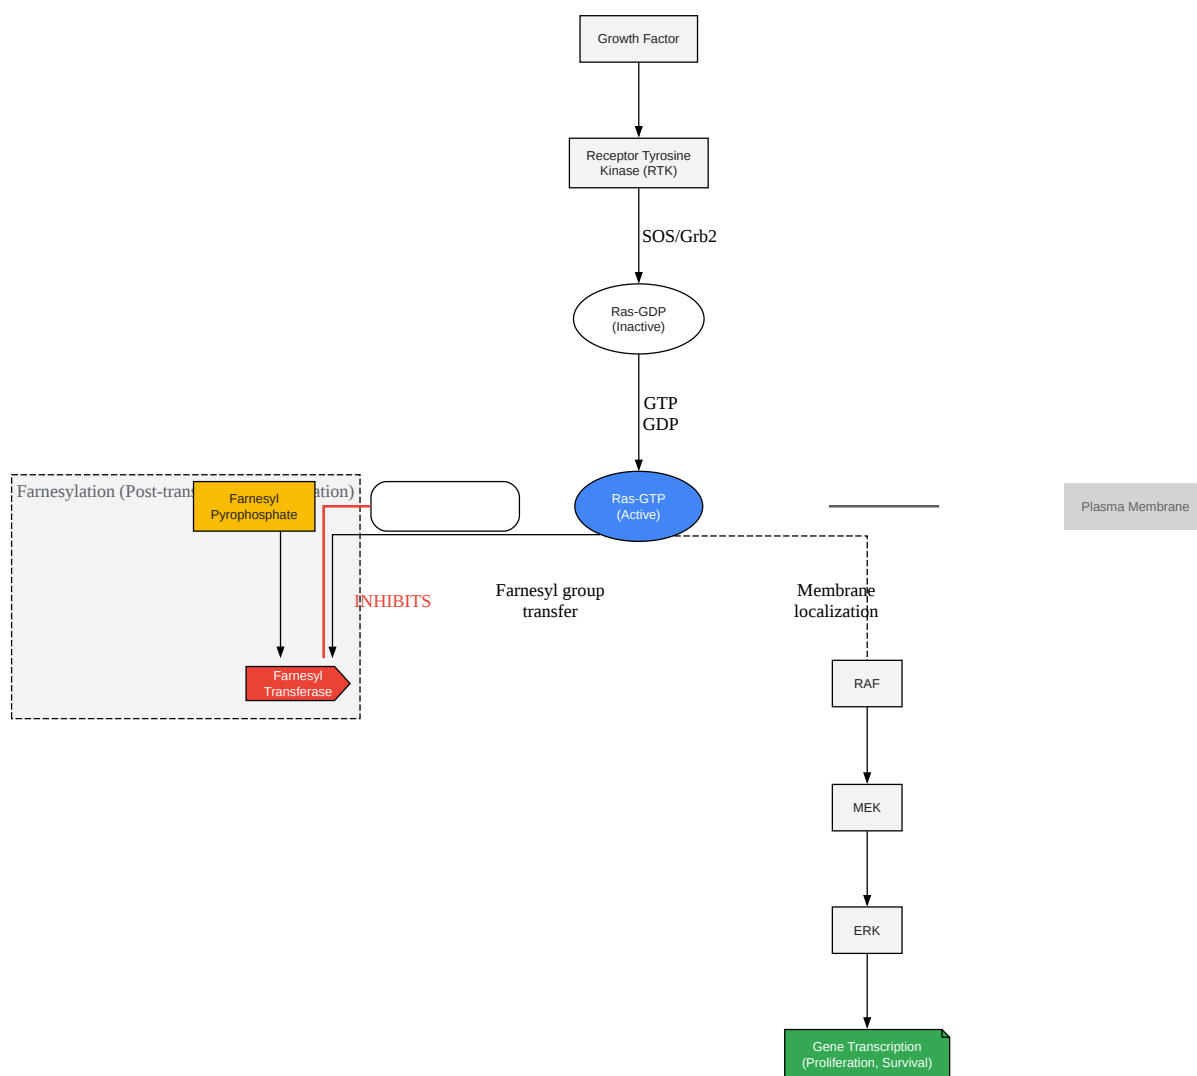 Growth Factor
Receptor Tyrosine
Kinase (RTK)
SOS/Grb2
Ras-GDP
(Inactive)
GTP
GDP
Farnesylation (Post-trans
ation)
Farnesyl
Pyrophosphate
Ras-GTP
(Active)
Plasma Membrane
INHIBITS
Farnesyl group
transfer
Membrane
localization
Farnesyl
Transferase
RAF
MEK
ERK
Gene Transcription
(Proliferation, Survival)